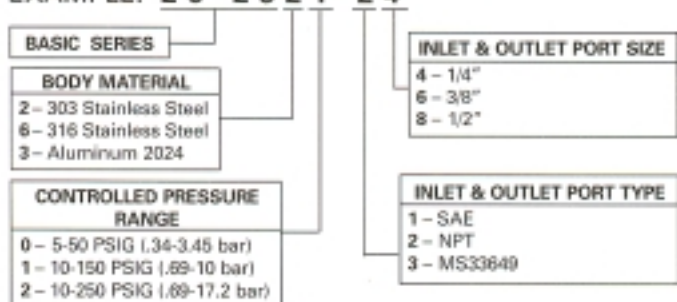 BASIC SERIES
BODY MATERIAL
2 – 303 Stainless Steel
6 – 316 Stainless Steel
3 – Aluminum 2024
CONTROLLED PRESSURE
RANGE
0 – 5-50 PSIG (.34-3.45 bar)
1 – 10-150 PSIG (.69-10 bar)
2 – 10-250 PSIG (.69-17.2 bar)
INLET & OUTLET PORT SIZE
4 – 1/4"
6 – 3/8"
8 – 1/2"
INLET & OUTLET PORT TYPE
1 – SAE
2 – NPT
3 – MS33649